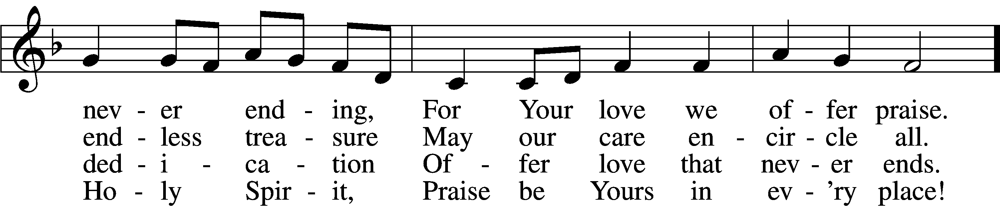 nev - er end - ing, For Your love we of - fer praise.
end - less trea - sure May our care en - cir - cle all.
ded - i - ca - tion Of - fer love that nev - er ends.
Ho - ly Spir - it, Praise be Yours in ev - ’ry place!